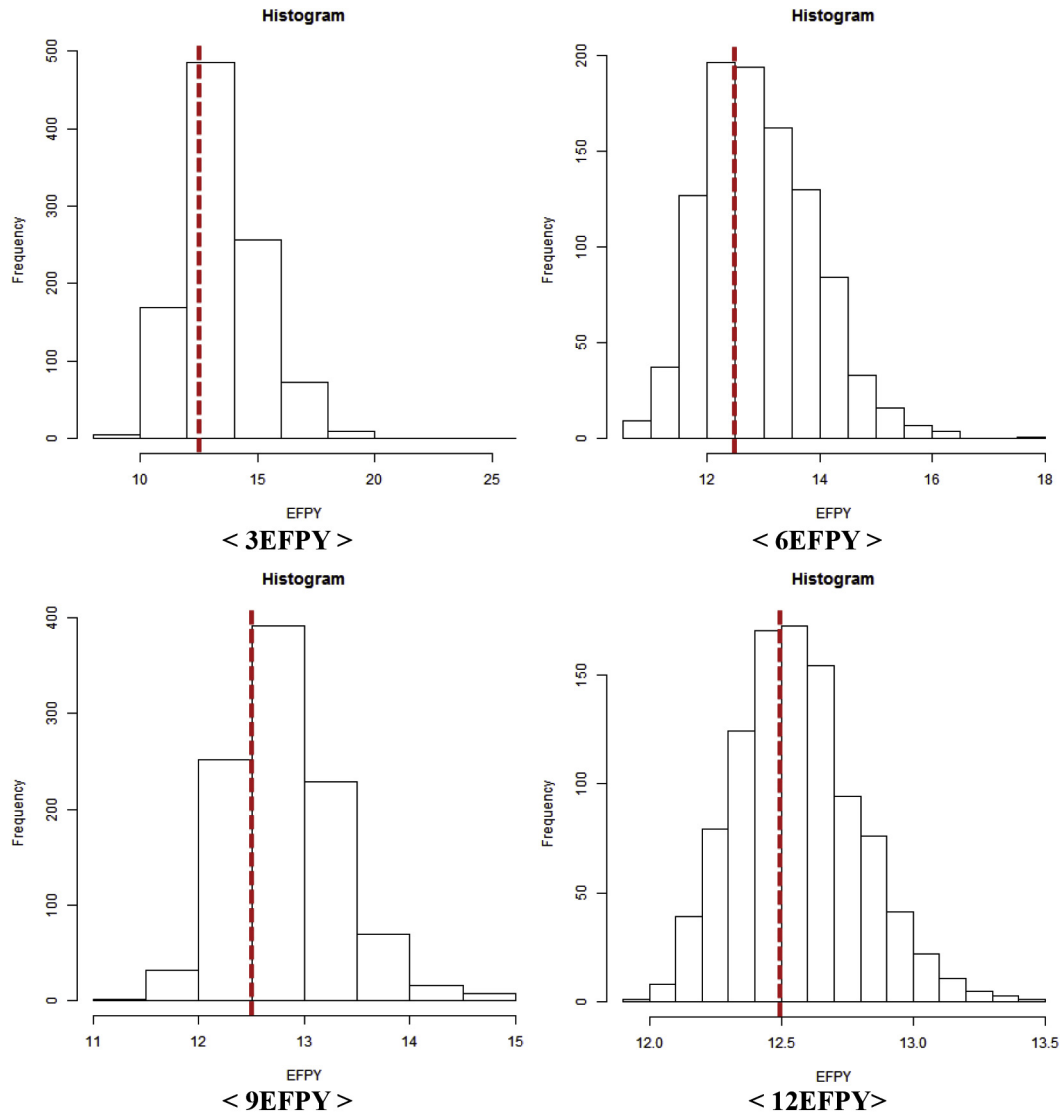 Histogram
Frequency
0 100 200 300 400 500
10 15 20 25
EFPY
< 3EFPY >
Histogram
Frequency
0 50 100 150 200
12 14 16 18
EFPY
< 6EFPY >
Histogram
Frequency
0 100 200 300 400
11 12 13 14 15
EFPY
< 9EFPY >
Histogram
Frequency
0 50 100 150
12.0 12.5 13.0 13.5
EFPY
< 12EFPY>